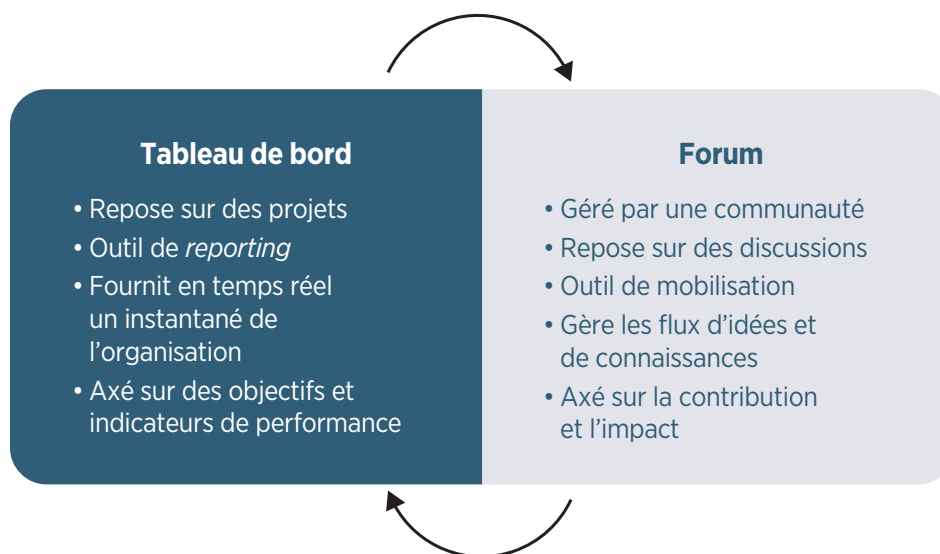 Tableau de bord
• Repose sur des projets
• Outil de reporting
• Fournit en temps réel
un instantané de
l’organisation
• Axé sur des objectifs et
indicateurs de performance
Forum
• Géré par une communauté
• Repose sur des discussions
• Outil de mobilisation
• Gère les flux d’idées et
de connaissances
• Axé sur la contribution
et l’impact